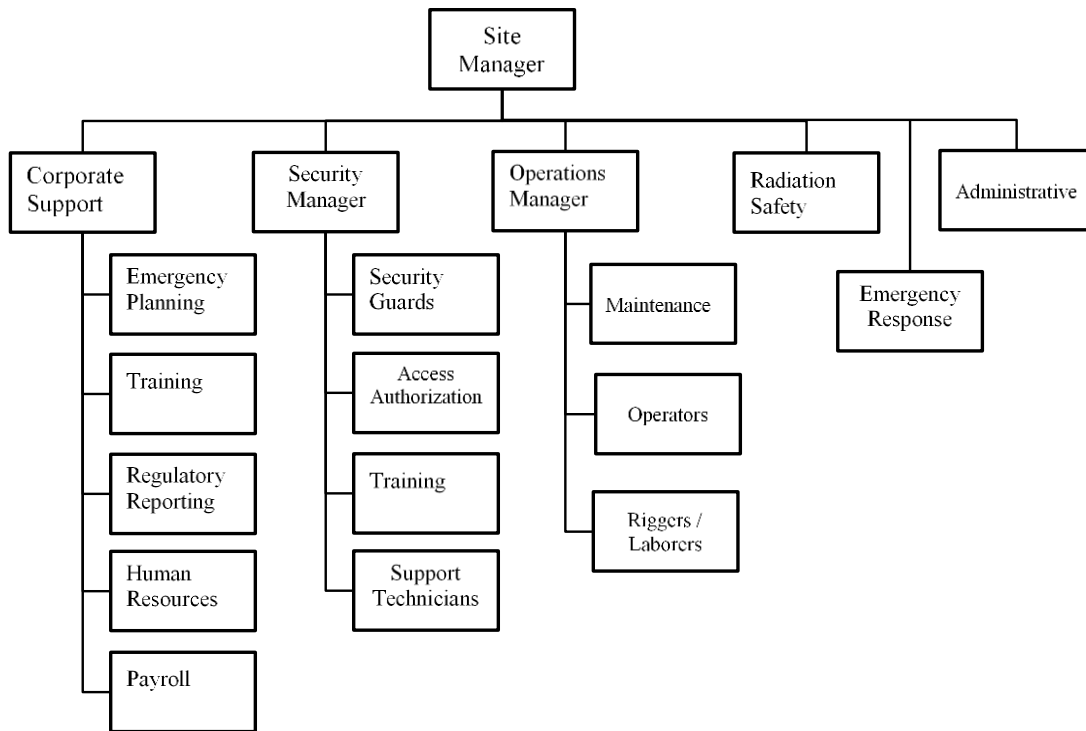 Site
Manager
Corporate
Support
Security
Manager
Operations
Manager
Radiation
Safety
Administrative
Emergency
Planning
Training
Regulatory
Reporting
Human
Resources
Payroll
Security
Guards
Access
Authorization
Training
Support
Technicians
Maintenance
Operators
Riggers /
Laborers
Emergency
Response